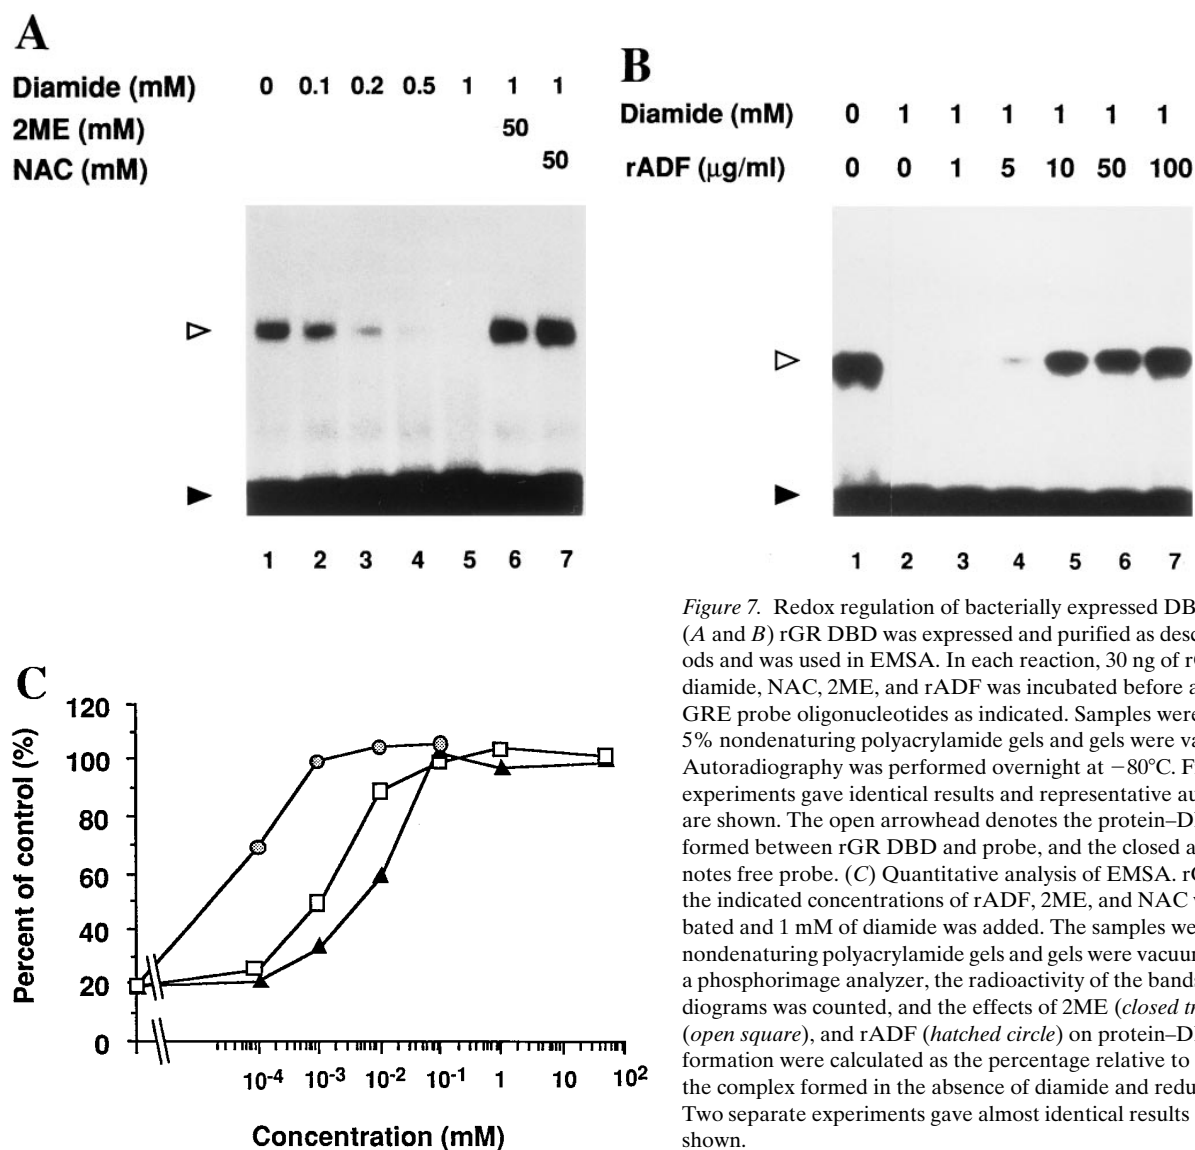 A
Diamide (mM) 0 0.1 0.2 0.5 1 1 1
2ME (mM) 50
NAC (mM) 50
1 2 3 4 5 6 7
B
Diamide (mM) 0 1 1 1 1 1 1
rADF (μg/ml) 0 0 1 5 10 50 100
1 2 3 4 5 6 7
C
Percent of control (%)
120
100
80
60
40
20
0
10-4 10-3 10-2 10-1 1 10 102
Concentration (mM)
Figure 7. Redox regulation of bacterially expressed DB
(A and B) rGR DBD was expressed and purified as desc
ods and was used in EMSA. In each reaction, 30 ng of r
diamide, NAC, 2ME, and rADF was incubated before a
GRE probe oligonucleotides as indicated. Samples were
5% nondenaturing polyacrylamide gels and gels were va
Autoradiography was performed overnight at −80°C. F
experiments gave identical results and representative au
are shown. The open arrowhead denotes the protein–D
formed between rGR DBD and probe, and the closed a
notes free probe. (C) Quantitative analysis of EMSA. r
the indicated concentrations of rADF, 2ME, and NAC
bated and 1 mM of diamide was added. The samples we
nondenaturing polyacrylamide gels and gels were vacuum
a phosphorimage analyzer, the radioactivity of the bands
diograms was counted, and the effects of 2ME (closed tr
(open square), and rADF (hatched circle) on protein–D
formation were calculated as the percentage relative to
the complex formed in the absence of diamide and redu
Two separate experiments gave almost identical results
shown.